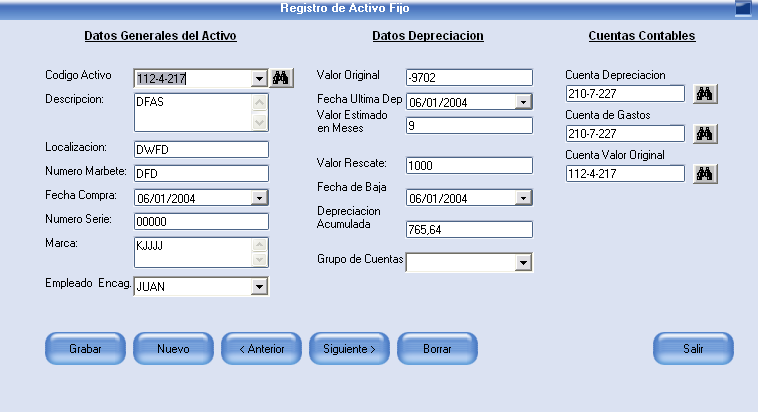 Registro de Activo Fijo
Datos Generales del Activo
Codigo Activo 112-4-217
Descripcion: DFAS
Localizacion: DWFD
Numero Marbete: DFD
Fecha Compra: 06/01/2004
Numero Serie: 00000
Marca: KJJJJ
Empleado Encag. JUAN
Datos Depreciacion
Valor Original -9702
Fecha Ultima Dep 06/01/2004
Valor Estimado
en Meses 9
Valor Rescate: 1000
Fecha de Baja 06/01/2004
Depreciacion
Acumulada 765,64
Grupo de Cuentas
Cuentas Contables
Cuenta Depreciacion
210-7-227
Cuenta de Gastos
210-7-227
Cuenta Valor Original
112-4-217
Grabar
Nuevo
< Anterior
Siguiente >
Borrar
Salir